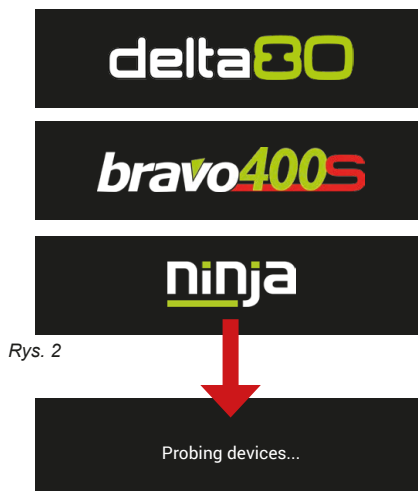 delta80
bravo400S
ninja
Rys. 2
Probing devices...